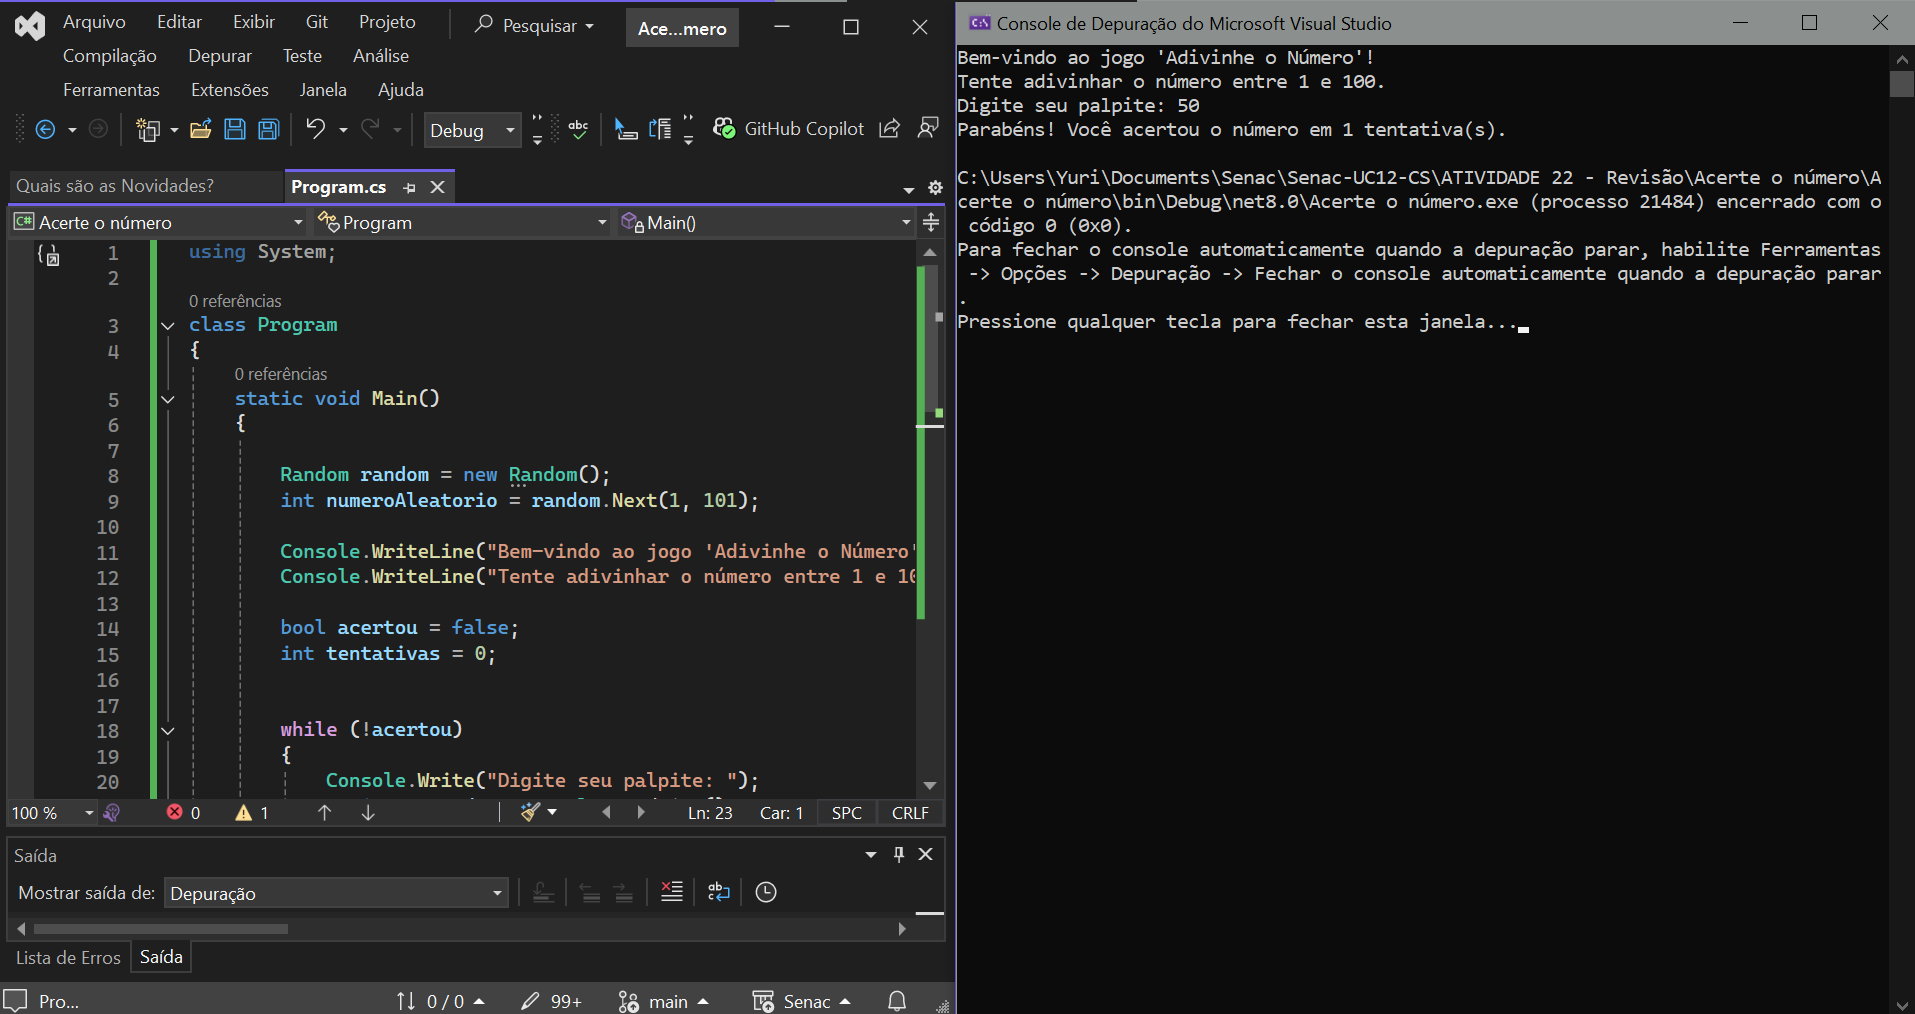 Arquivo Editar Exibir Git Projeto Pesquisar Ace...mero
Compilação Depurar Teste Análise
Ferramentas Extensões Janela Ajuda
Debug abc GitHub Copilot
Quais são as Novidades? Program.cs
C# Acerte o número Program Main()
1 using System;
2
0 referências
3 class Program
4 {
0 referências
5 static void Main()
6 {
7
8 Random random = new Random();
9 int numeroAleatorio = random.Next(1, 101);
10
11 Console.WriteLine("Bem-vindo ao jogo 'Adivinhe o Número'
12 Console.WriteLine("Tente adivinhar o número entre 1 e 10
13
14 bool acertou = false;
15 int tentativas = 0;
16
17
18 while (!acertou)
19 {
20 Console.Write("Digite seu palpite: ");
100 % 0 1 Ln: 23 Car: 1 SPC CRLF
Saída
Mostrar saída de: Depuração
Lista de Erros Saída
Pro... 0 / 0 99+ main Senac
Console de Depuração do Microsoft Visual Studio
Bem-vindo ao jogo 'Adivinhe o Número'!
Tente adivinhar o número entre 1 e 100.
Digite seu palpite: 50
Parabéns! Você acertou o número em 1 tentativa(s).
C:\Users\Yuri\Documents\Senac\Senac-UC12-CS\ATIVIDADE 22 - Revisão\Acerte o número\A
certe o número\bin\Debug\net8.0\Acerte o número.exe (processo 21484) encerrado com o
código 0 (0x0).
Para fechar o console automaticamente quando a depuração parar, habilite Ferramentas
-> Opções -> Depuração -> Fechar o console automaticamente quando a depuração parar
.
Pressione qualquer tecla para fechar esta janela...